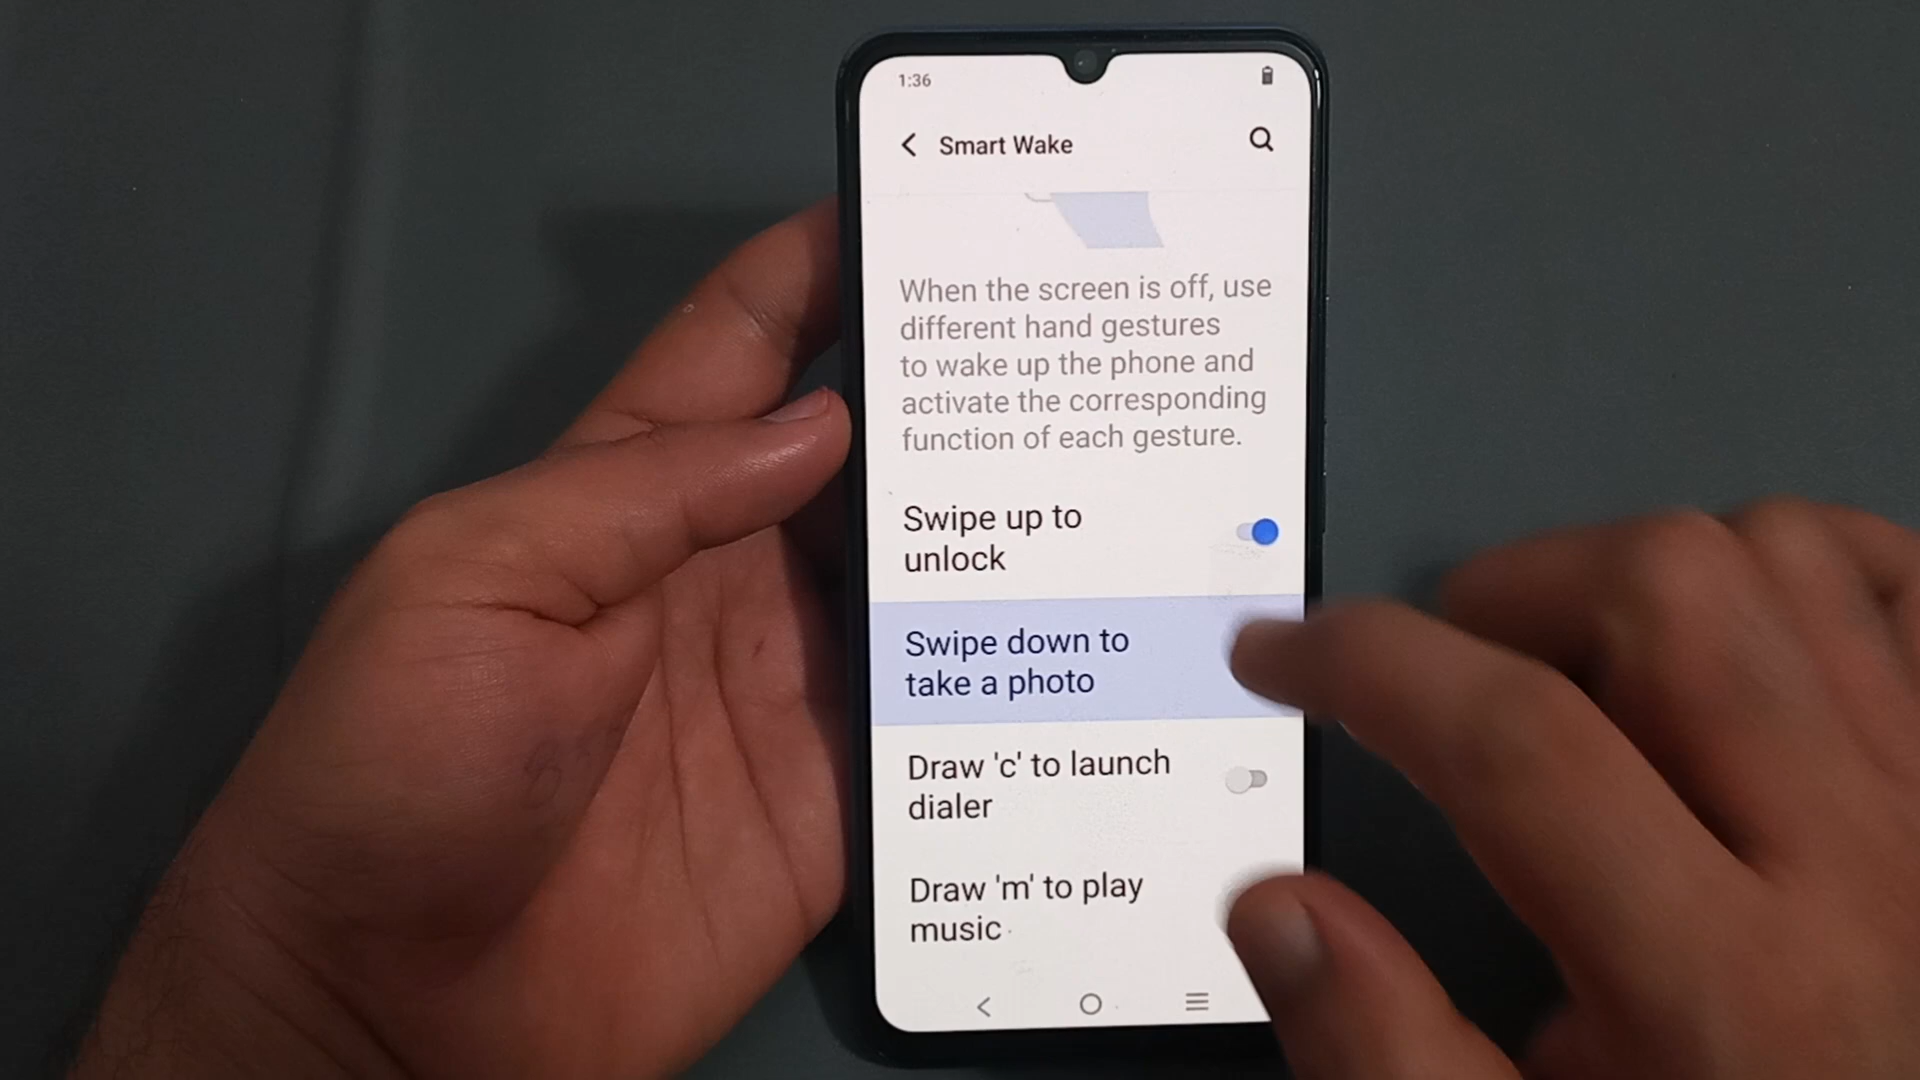 1:36
Smart Wake
When the screen is off, use
different hand gestures
to wake up the phone and
activate the corresponding
function of each gesture.
Swipe up to
unlock
Swipe down to
take a photo
Draw 'c' to launch
dialer
Draw 'm' to play
music